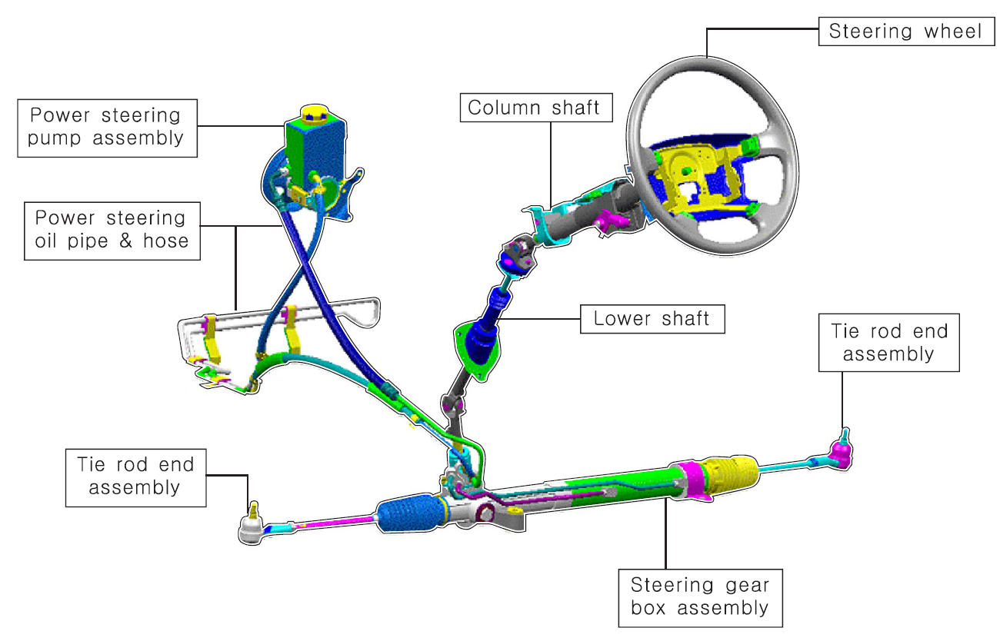 Steering wheel
Column shaft
Power steering
pump assembly
Power steering
oil pipe & hose
Lower shaft
Tie rod end
assembly
Tie rod end
assembly
Steering gear
box assembly